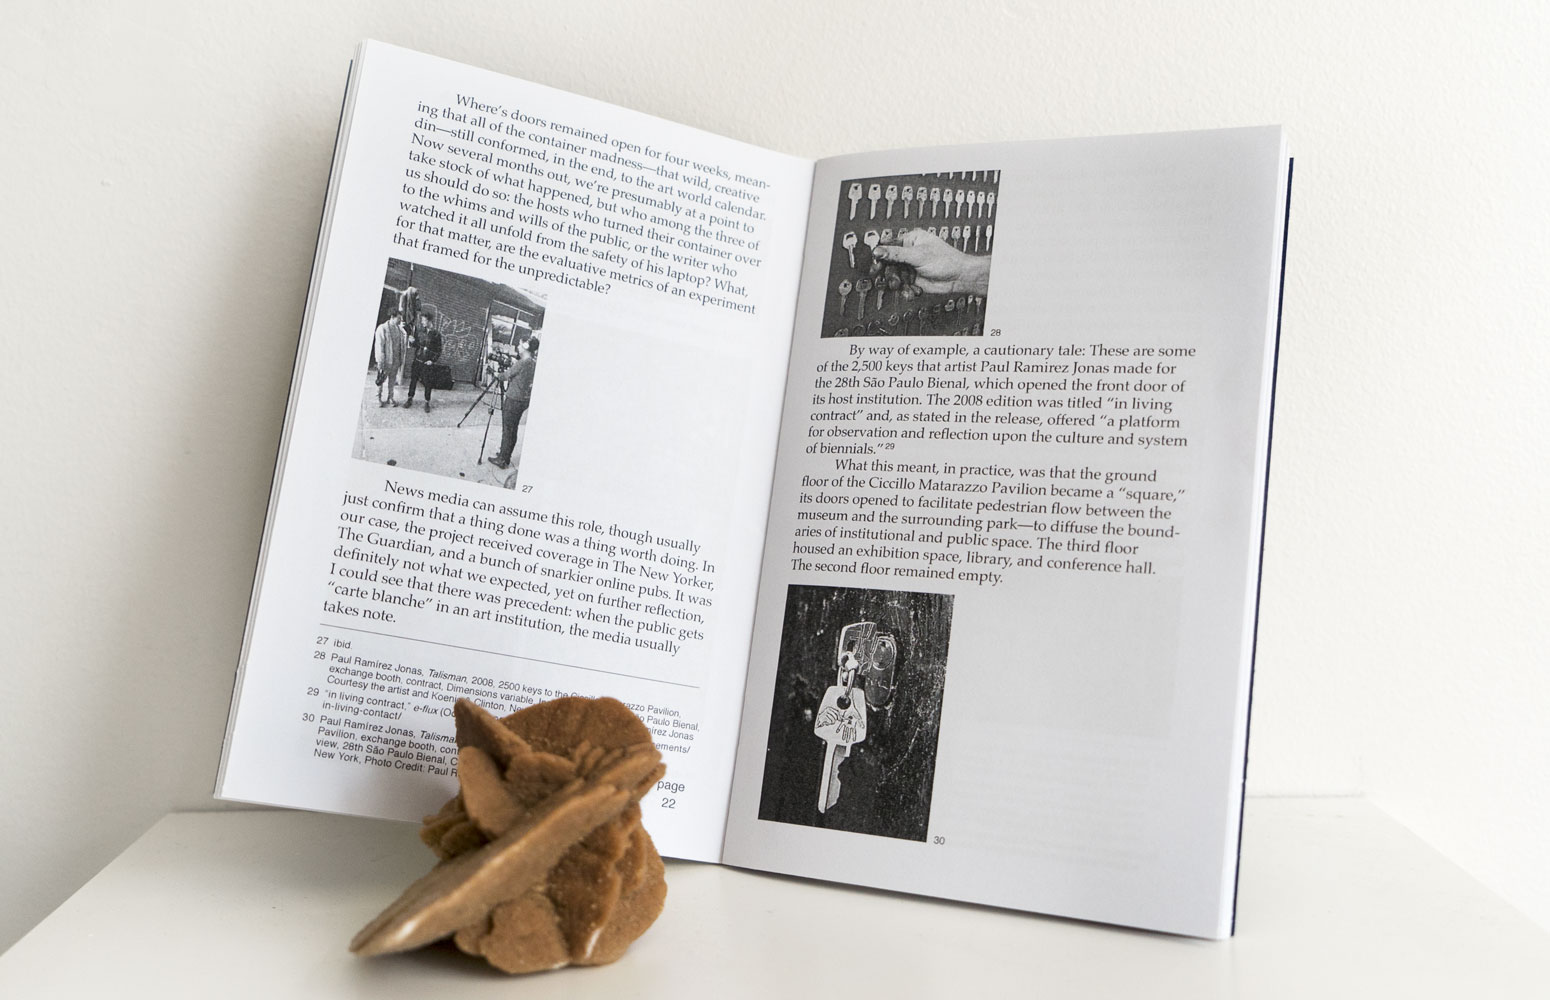 Where's doors remained open for four weeks, mean-
ing that all of the container madness—that wild, creative
din—still conformed, in the end, to the art world calendar.
Now several months out, we're presumably at a point to
take stock of what happened, but who among the three of
us should do so: the hosts who turned their container over
to the whims and wills of the public, or the writer who
watched it all unfold from the safety of his laptop? What,
for that matter, are the evaluative metrics of an experiment
that framed for the unpredictable?
27
News media can assume this role, though usually
just confirm that a thing done was a thing worth doing. In
our case, the project received coverage in The New Yorker,
The Guardian, and a bunch of snarkier online pubs. It was
definitely not what we expected, yet on further reflection,
I could see that there was precedent: when the public gets
“carte blanche” in an art institution, the media usually
takes note.
27 ibid.
28 Paul Ramírez Jonas, Talisman, 2008, 2500 keys to the Ciccillo Matarazzo Pavilion,
exchange booth, contract, Dimensions variable. São Paulo Bienal,
Courtesy the artist and Koenig & Clinton, Ramírez Jonas
29 “in living contract,” e-flux
in-living-contact/
30 Paul Ramírez Jonas,
Pavilion, exchange booth,
view, 28th São Paulo Bienal,
New York, Photo Credit: Paul
page
22
28
By way of example, a cautionary tale: These are some
of the 2,500 keys that artist Paul Ramírez Jonas made for
the 28th São Paulo Bienal, which opened the front door of
its host institution. The 2008 edition was titled “in living
contract” and, as stated in the release, offered “a platform
for observation and reflection upon the culture and system
of biennials.” 29
What this meant, in practice, was that the ground
floor of the Ciccillo Matarazzo Pavilion became a “square,”
its doors opened to facilitate pedestrian flow between the
museum and the surrounding park—to diffuse the bound-
aries of institutional and public space. The third floor
housed an exhibition space, library, and conference hall.
The second floor remained empty.
30